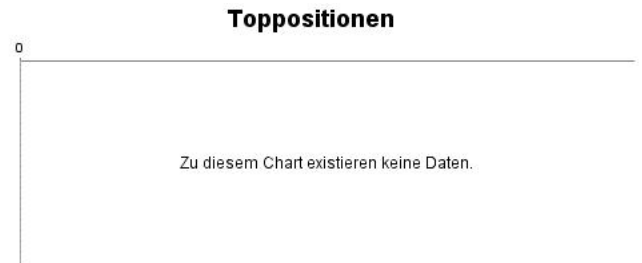 Toppositionen
0
Zu diesem Chart existieren keine Daten.